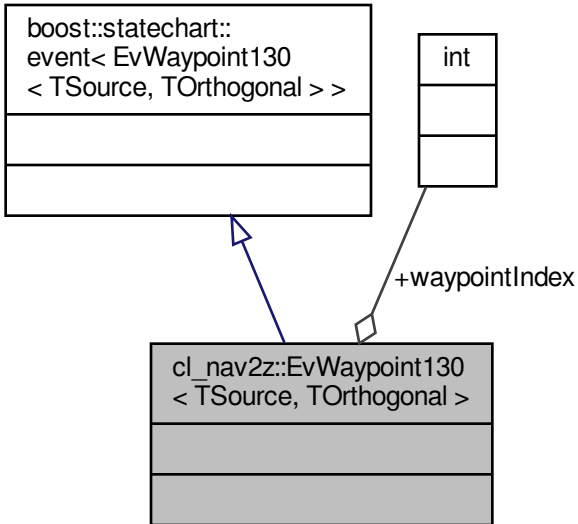 boost::statechart::
event< EvWaypoint130
< TSource, TOrthogonal > >
int
+waypointIndex
cl_nav2z::EvWaypoint130
< TSource, TOrthogonal >